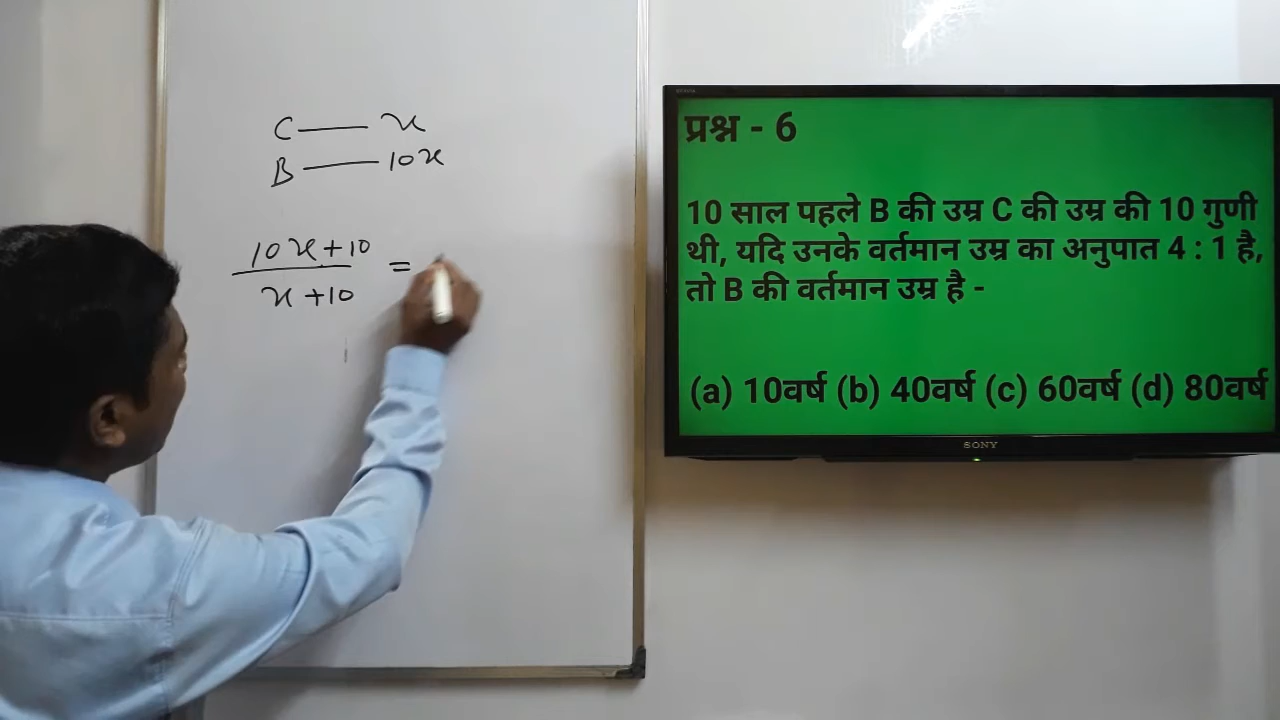 C — x
B — 10x
10x+10
x+10
=
प्रश्न - 6
10 साल पहले B की उम्र C की उम्र की 10 गुणी
थी, यदि उनके वर्तमान उम्र का अनुपात 4 : 1 है,
तो B की वर्तमान उम्र है -
(a) 10वर्ष (b) 40वर्ष (c) 60वर्ष (d) 80वर्ष
SONY